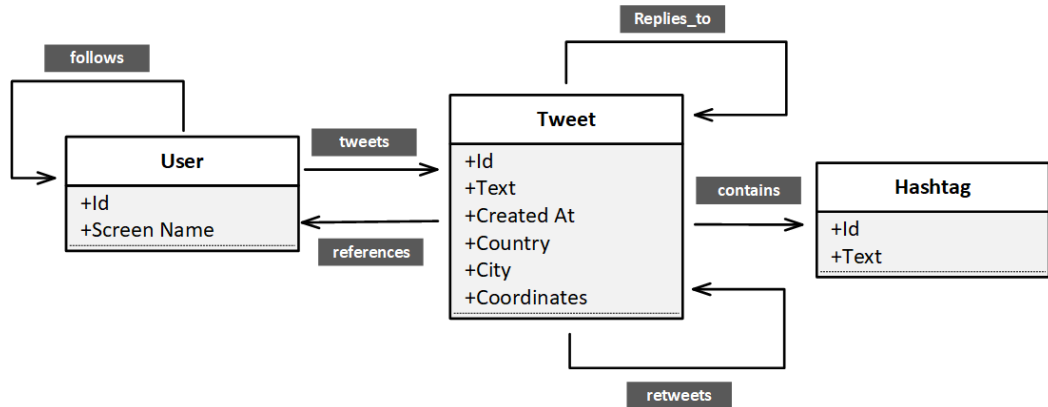 Replies_to
follows
Tweet
User
tweets
+Id
+Text
+Created At
+Country
+City
+Coordinates
contains
Hashtag
+Id
+Screen Name
references
+Id
+Text
retweets